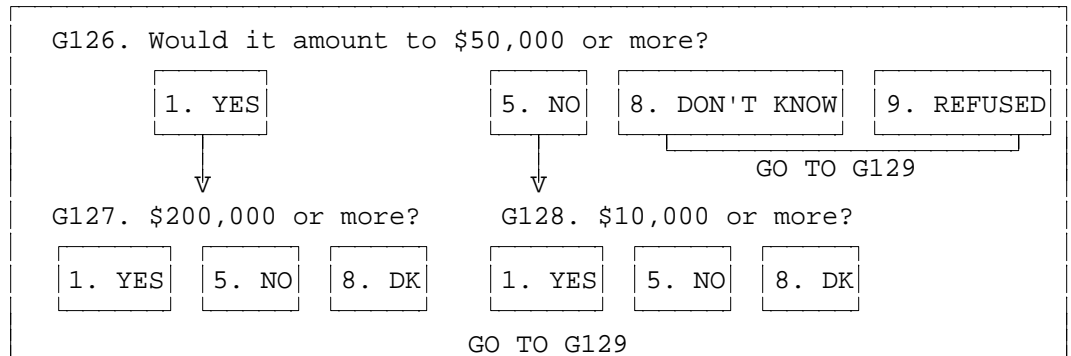 G126. Would it amount to $50,000 or more?
1. YES 5. NO 8. DON'T KNOW 9. REFUSED
GO TO G129
G127. $200,000 or more? G128. $10,000 or more?
1. YES 5. NO 8. DK 1. YES 5. NO 8. DK
GO TO G129